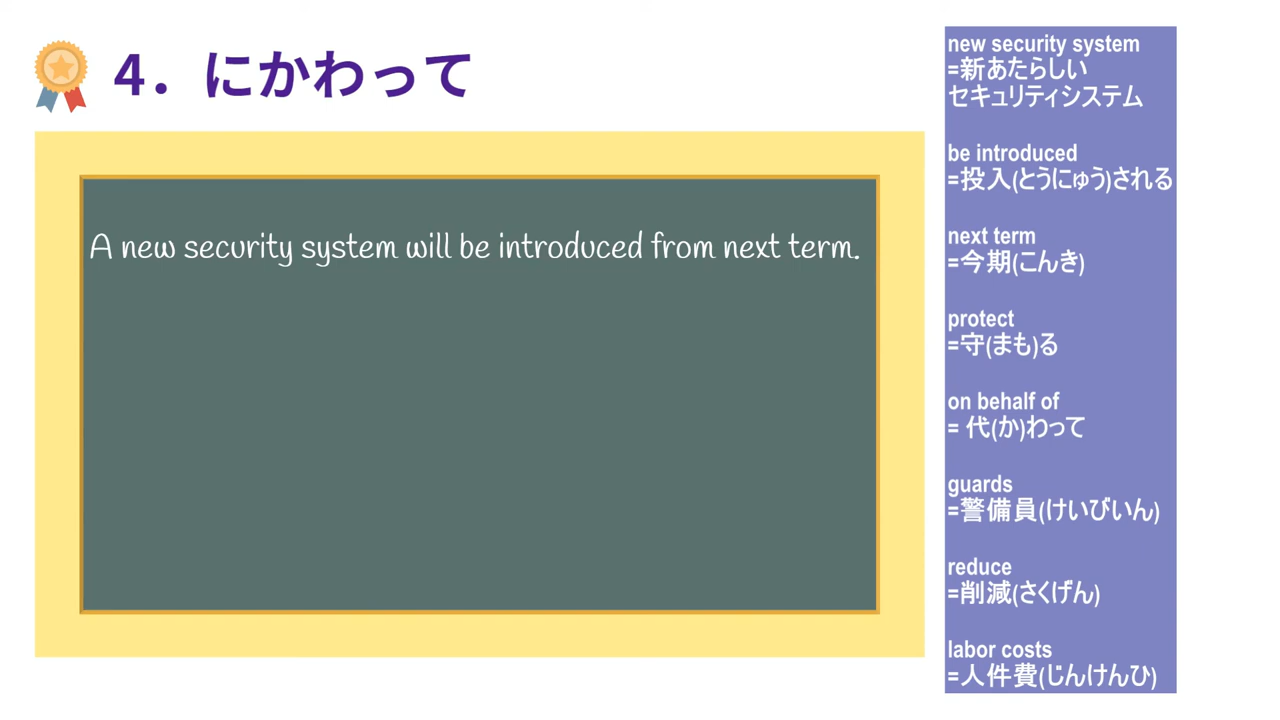 4. にかわって
A new security system will be introduced from next term.
new security system
=新あたらしい
セキュリティシステム
be introduced
=投入(とうにゅう)される
next term
=今期(こんき)
protect
=守(まも)る
on behalf of
= 代(か)わって
guards
=警備員(けいびいん)
reduce
=削減(さくげん)
labor costs
=人件費(じんけんひ)